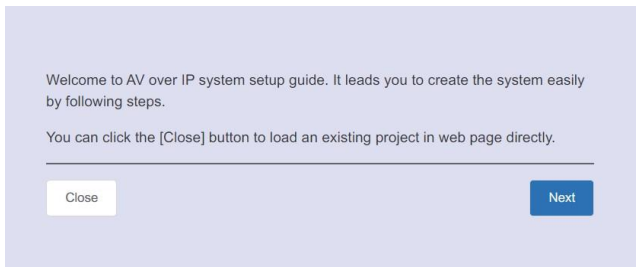 Welcome to AV over IP system setup guide. It leads you to create the system easily
by following steps.
You can click the [Close] button to load an existing project in web page directly.
Close
Next